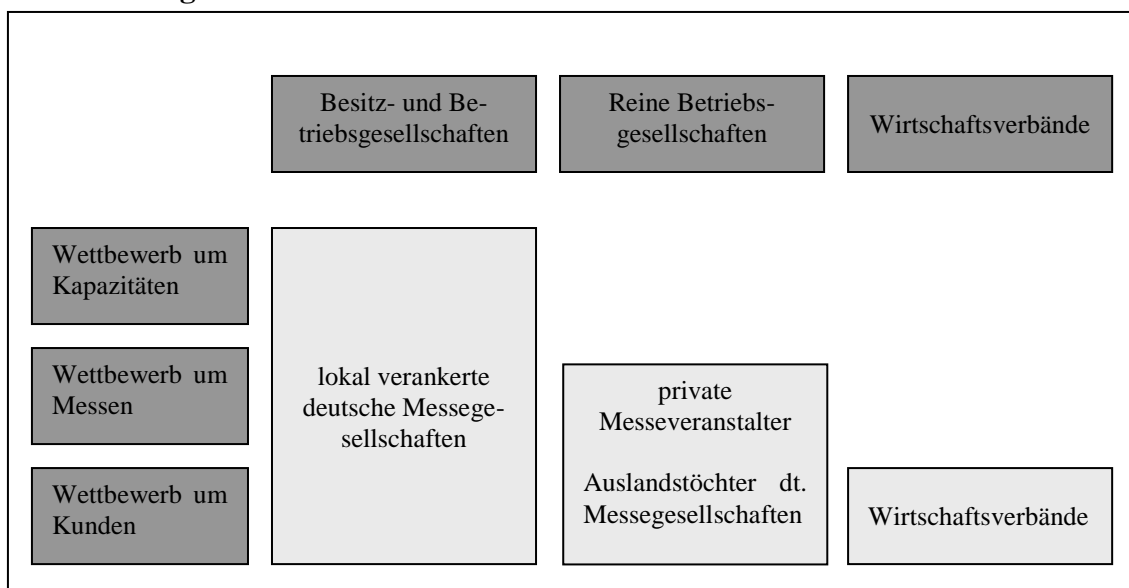 Besitz- und Be-
triebsgesellschaften
Reine Betriebs-
gesellschaften
Wirtschaftsverbände
Wettbewerb um
Kapazitäten
Wettbewerb um
Messen
Wettbewerb um
Kunden
lokal verankerte
deutsche Messege-
sellschaften
private
Messeveranstalter
Auslandstöchter dt.
Messegesellschaften
Wirtschaftsverbände